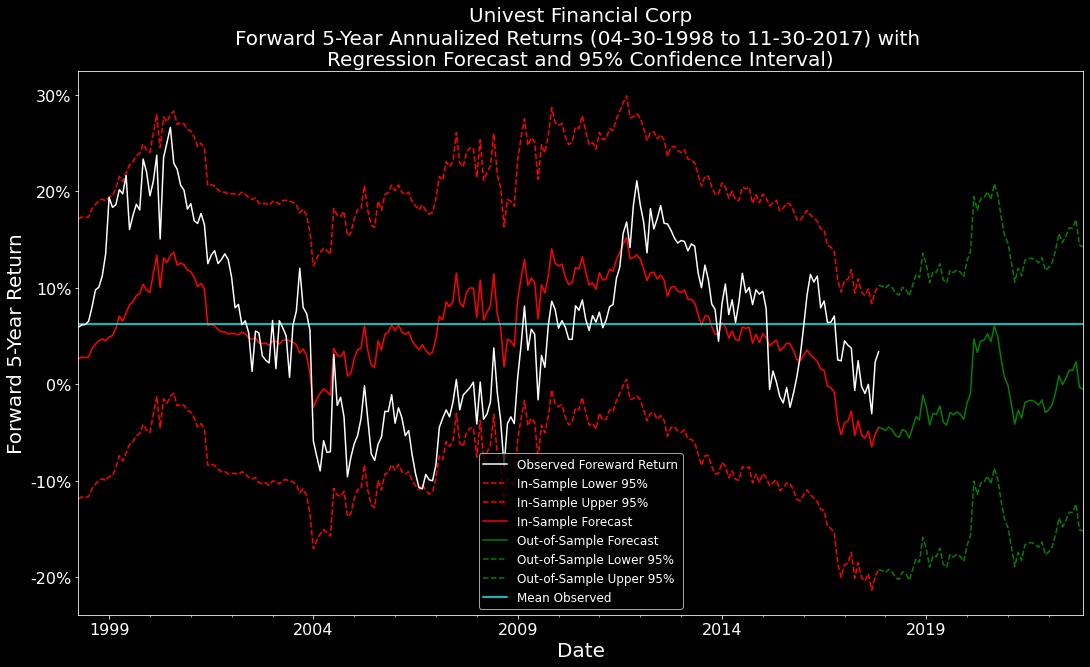 Univest Financial Corp
Forward 5-Year Annualized Returns (04-30-1998 to 11-30-2017) with
Regression Forecast and 95% Confidence Interval)
30%
20%
10%
0%
-10%
-20%
Forward 5-Year Return
Observed Foreward Return
In-Sample Lower 95%
In-Sample Upper 95%
In-Sample Forecast
Out-of-Sample Forecast
Out-of-Sample Lower 95%
Out-of-Sample Upper 95%
Mean Observed
1999 2004 2009 2014 2019
Date